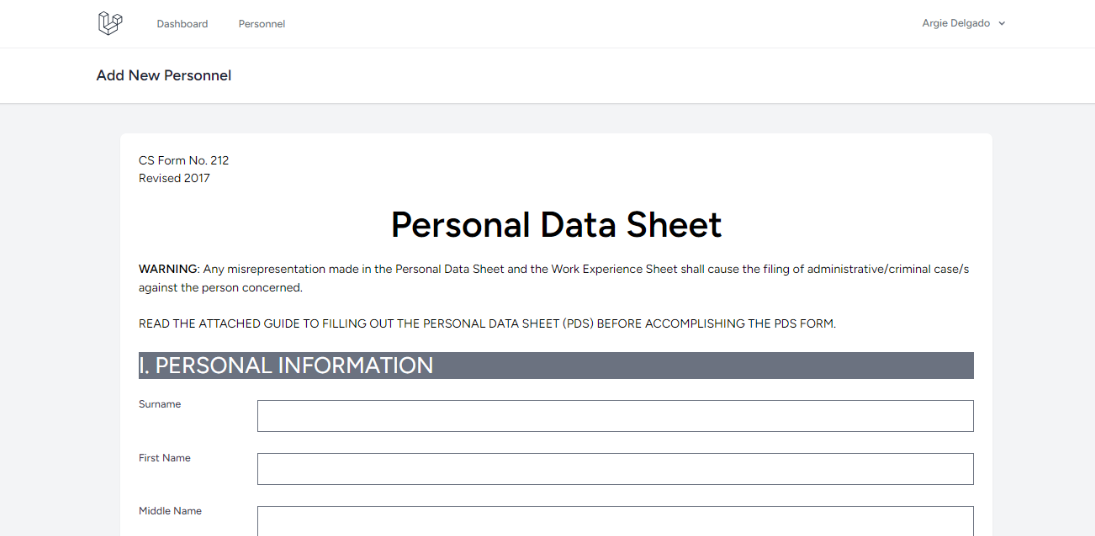 Dashboard
Personnel
Argie Delgado
Add New Personnel
CS Form No. 212
Revised 2017
Personal Data Sheet
WARNING: Any misrepresentation made in the Personal Data Sheet and the Work Experience Sheet shall cause the filing of administrative/criminal case/s
against the person concerned.
READ THE ATTACHED GUIDE TO FILLING OUT THE PERSONAL DATA SHEET (PDS) BEFORE ACCOMPLISHING THE PDS FORM.
I. PERSONAL INFORMATION
Surname
First Name
Middle Name